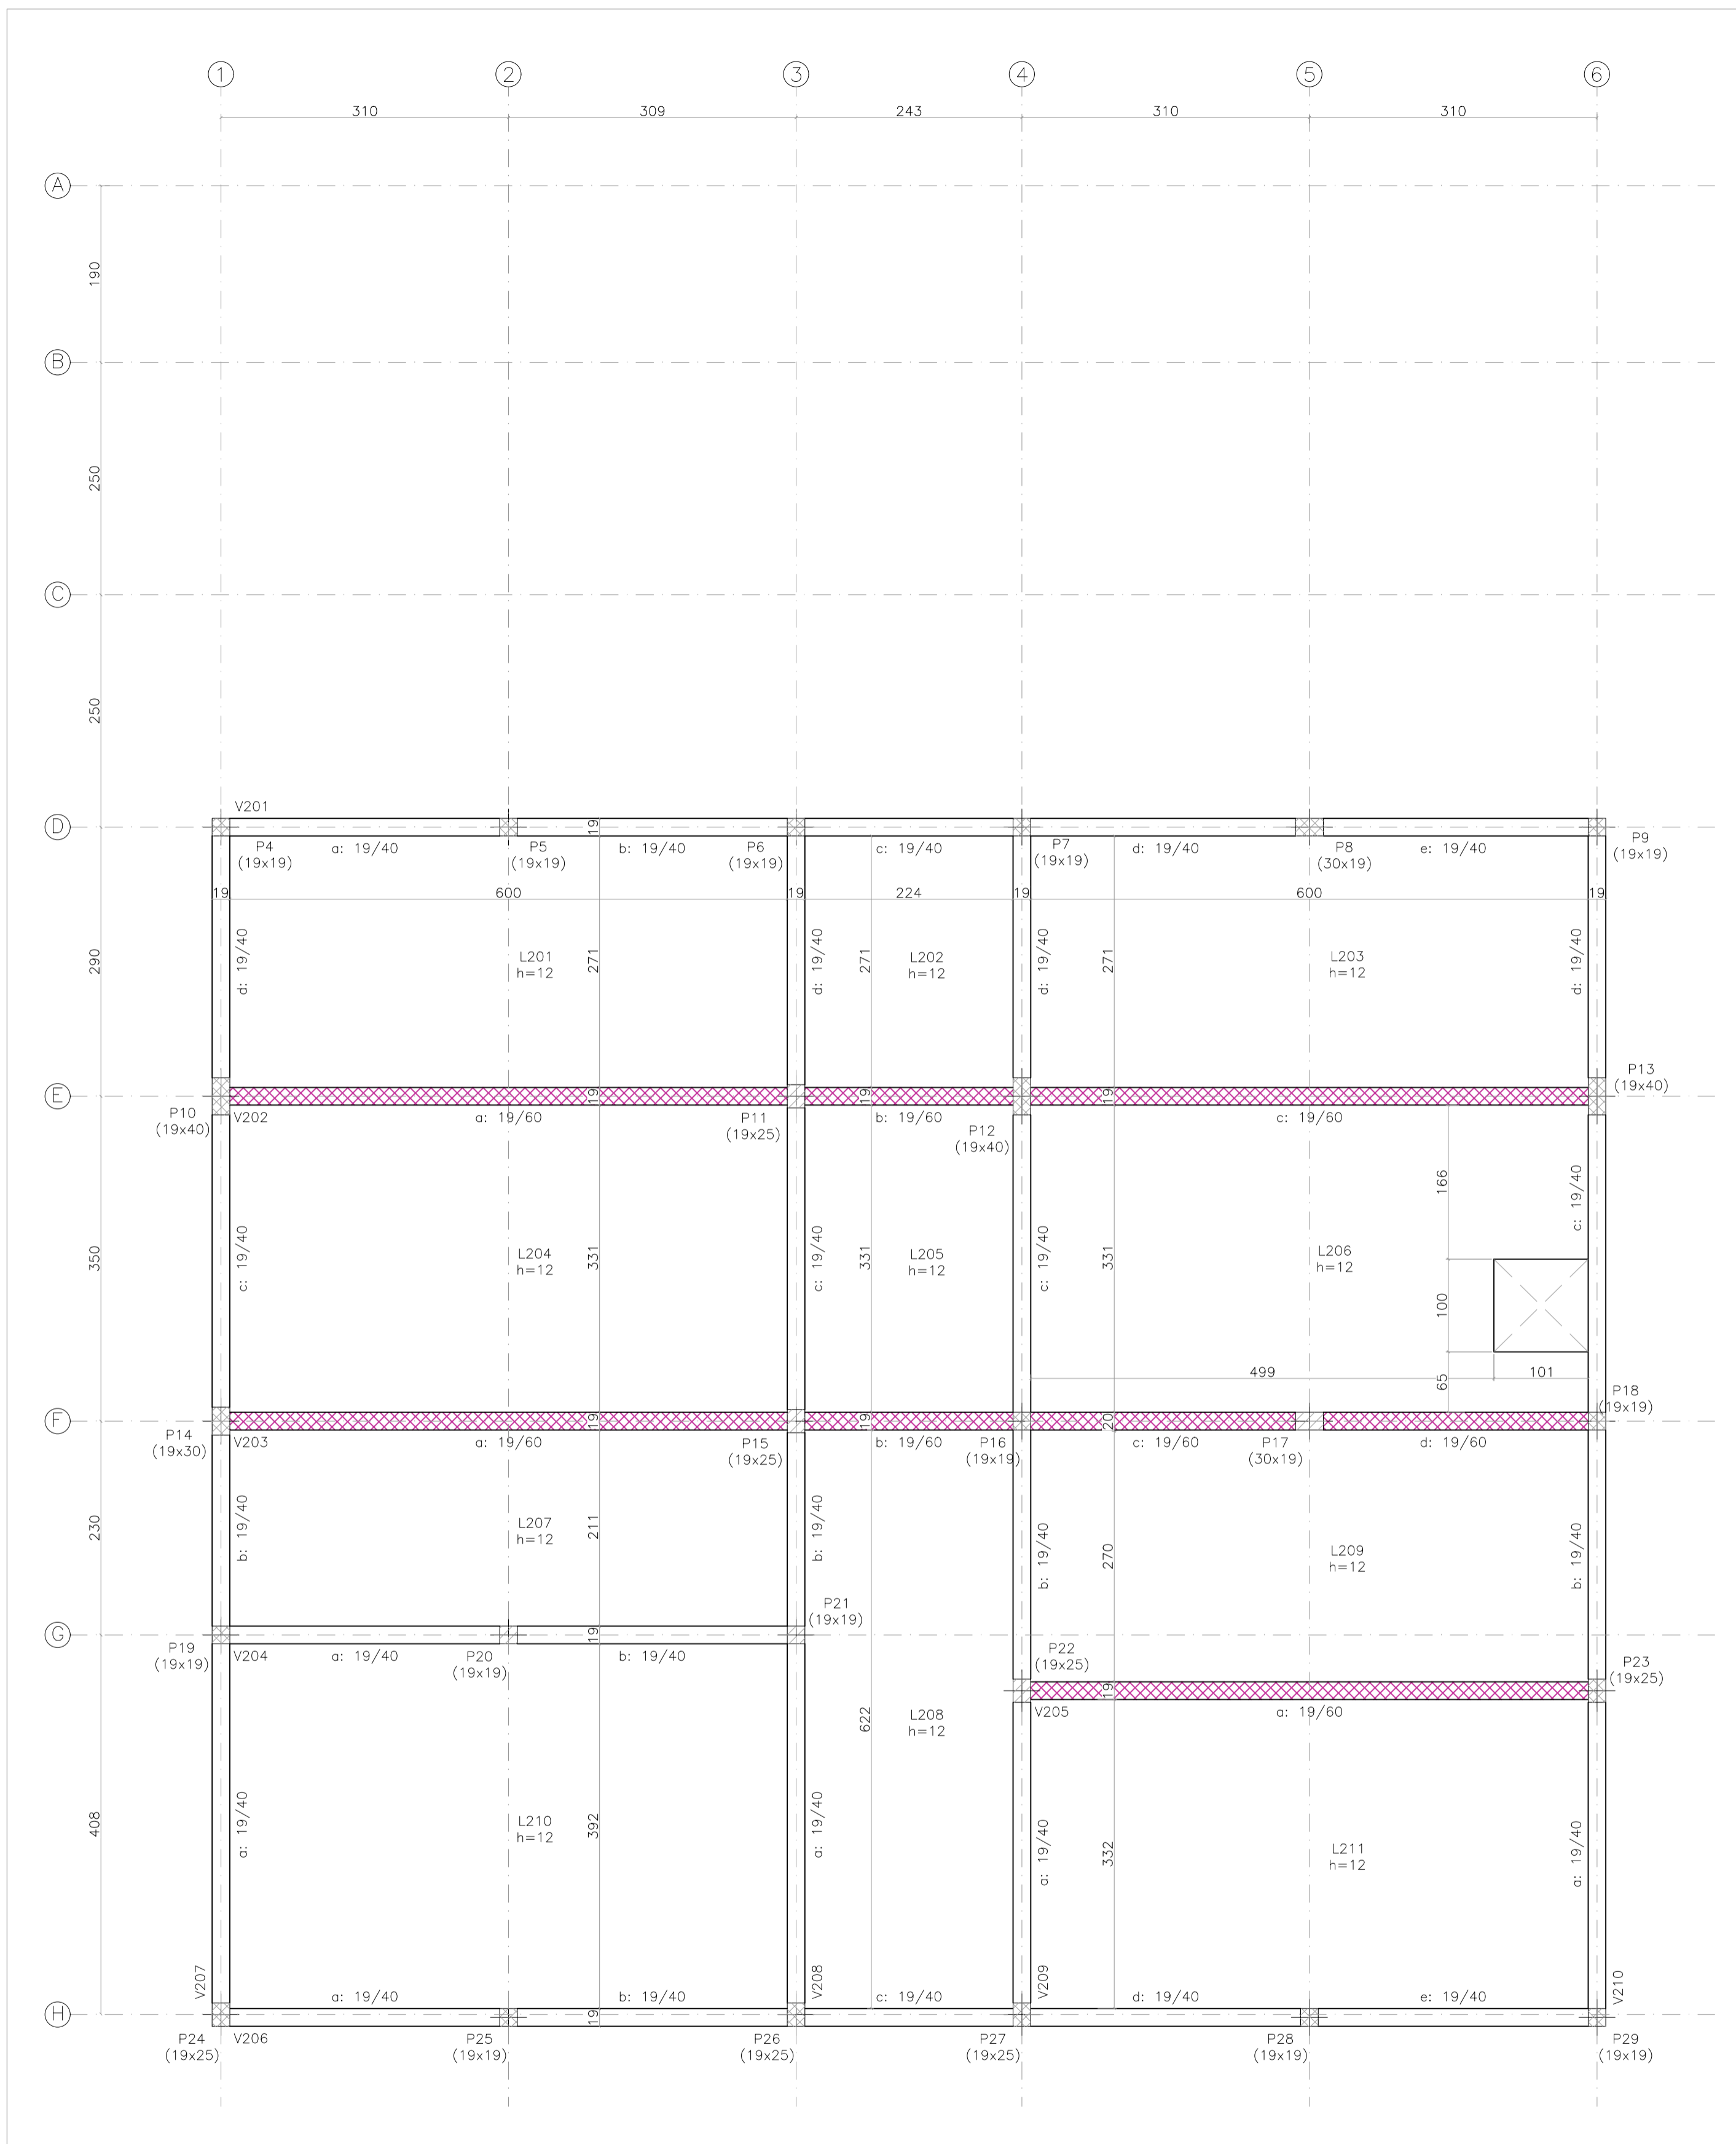 1 2 3 4 5 6
310 309 243 310 310
A
190
B
250
C
250
V201
D
19
P4
(19x19)
a: 19/40
P5
(19x19)
b: 19/40
P6
(19x19)
c: 19/40
P7
(19x19)
d: 19/40
P8
(30x19)
e: 19/40
P9
(19x19)
19 600 19 224 19 600 19
290
d: 19/40
L201
h=12
271
d: 19/40
271
L202
h=12
d: 19/40
271
L203
h=12
d: 19/40
P13
(19x40)
E
19 19 19
P10
(19x40)
V202
a: 19/60
P11
(19x25)
b: 19/60
P12
(19x40)
c: 19/60
166
c: 19/40
350
c: 19/40
L204
h=12
331
c: 19/40
331
L205
h=12
c: 19/40
331
L206
h=12
100
499
101
65
P18
(19x19)
F
19 19 20
P14
(19x30)
V203
a: 19/60
P15
(19x25)
b: 19/60
P16
(19x19)
c: 19/60
P17
(30x19)
d: 19/60
230
b: 19/40
L207
h=12
211
b: 19/40
b: 19/40
270
L209
h=12
b: 19/40
P21
(19x19)
G
19
P19
(19x19)
V204
a: 19/40
P20
(19x19)
b: 19/40
P22
(19x25)
P23
(19x25)
19
V205
a: 19/60
622
L208
h=12
408
a: 19/40
L210
h=12
392
a: 19/40
a: 19/40
332
L211
h=12
a: 19/40
V207
V208
V209
V210
a: 19/40
b: 19/40
c: 19/40
d: 19/40
e: 19/40
H
19
P24
(19x25)
V206
P25
(19x19)
P26
(19x25)
P27
(19x25)
P28
(19x19)
P29
(19x19)